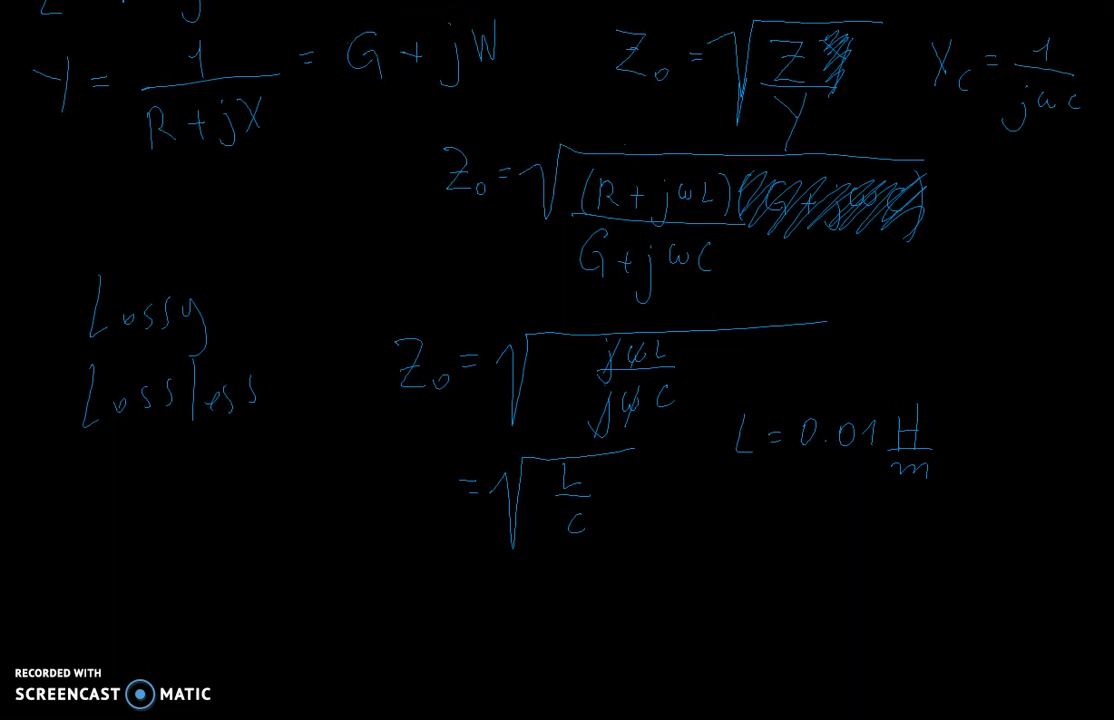 Y = 1 / (R + jX) = G + jW
Z₀ = √(Z / Y)
X_C = 1 / (jωC)
Z₀ = √((R + jωL) / (G + jωC))
Lossy
Lossless
Z₀ = √(jωL / jωC)
= √(L / C)
L = 0.01 H/m
RECORDED WITH
SCREENCAST MATIC